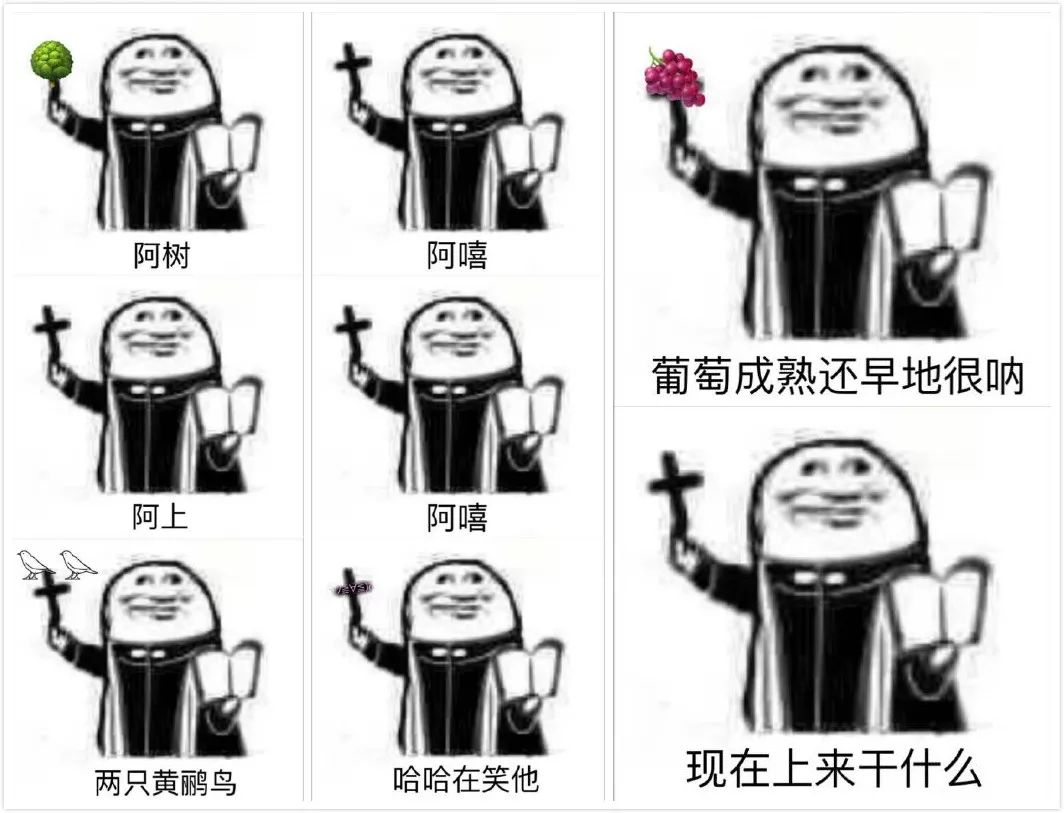 阿树
阿上
两只黄鹂鸟
阿嘻
阿嘻
哈哈在笑他
葡萄成熟还早地很呐
现在上来干什么